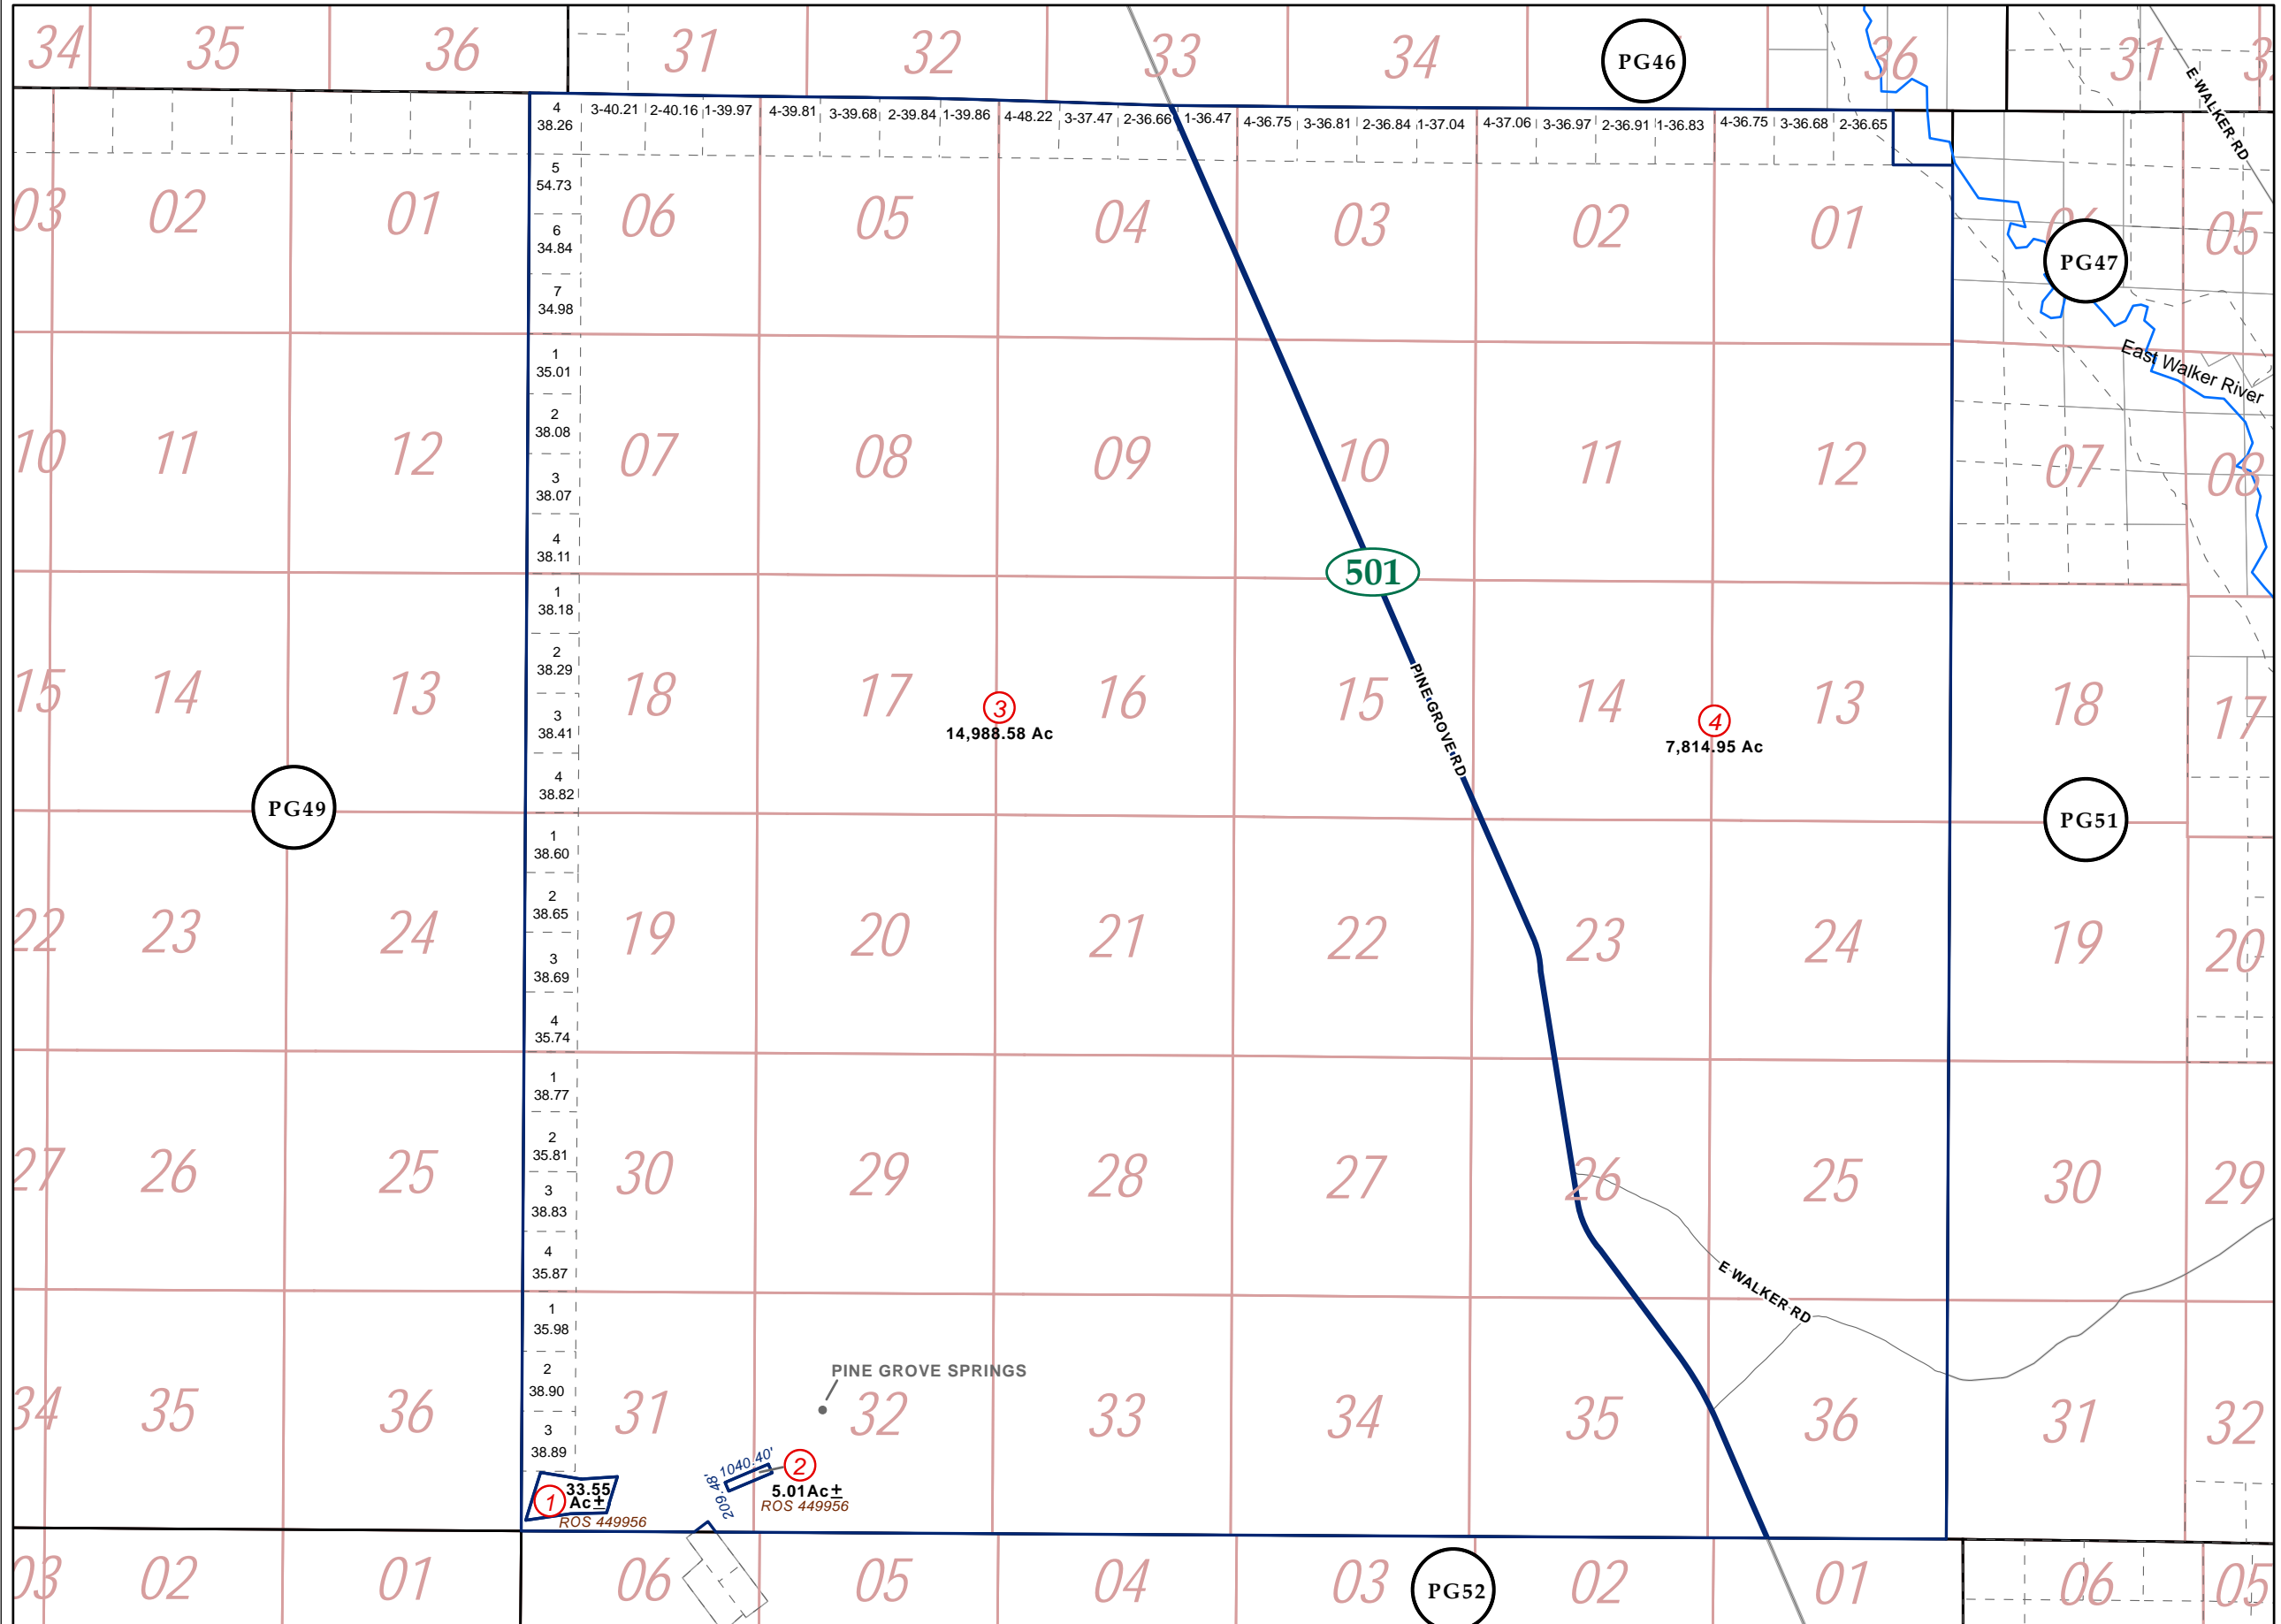 34 35 36 31 32 33 34 PG46 36 31
E WALKER RD
4
38.26
3-40.21 2-40.16 1-39.97 4-39.81 3-39.68 2-39.84 1-39.86 4-48.22 3-37.47 2-36.66 1-36.47 4-36.75 3-36.81 2-36.84 1-37.04 4-37.06 3-36.97 2-36.91 1-36.83 4-36.75 3-36.68 2-36.65
5
54.73
03 02 01 06 05 04 03 02 01 06 05
6
34.84
PG47
7
34.98
East Walker River
1
35.01
2
38.08
10 11 12 07 08 09 10 11 12 07 08
3
38.07
4
38.11
501
1
38.18
2
38.29
15 14 13 18 17 16 15 14 13 18 17
3
14,988.58 Ac
4
7,814.95 Ac
PINE GROVE RD
3
38.41
4
38.82
PG49
PG51
1
38.60
2
38.65
22 23 24 19 20 21 22 23 24 19 20
3
38.69
4
35.74
1
38.77
2
35.81
27 26 25 30 29 28 27 26 25 30 29
3
38.83
4
35.87
E WALKER RD
1
35.98
2
38.90
PINE GROVE SPRINGS
34 35 36 31 32 33 34 35 36 31 32
3
38.89
1040.40'
209.48'
2
5.01Ac±
ROS 449956
1
33.55
Ac±
ROS 449956
03 02 01 06 05 04 03 PG52 02 01 06 05